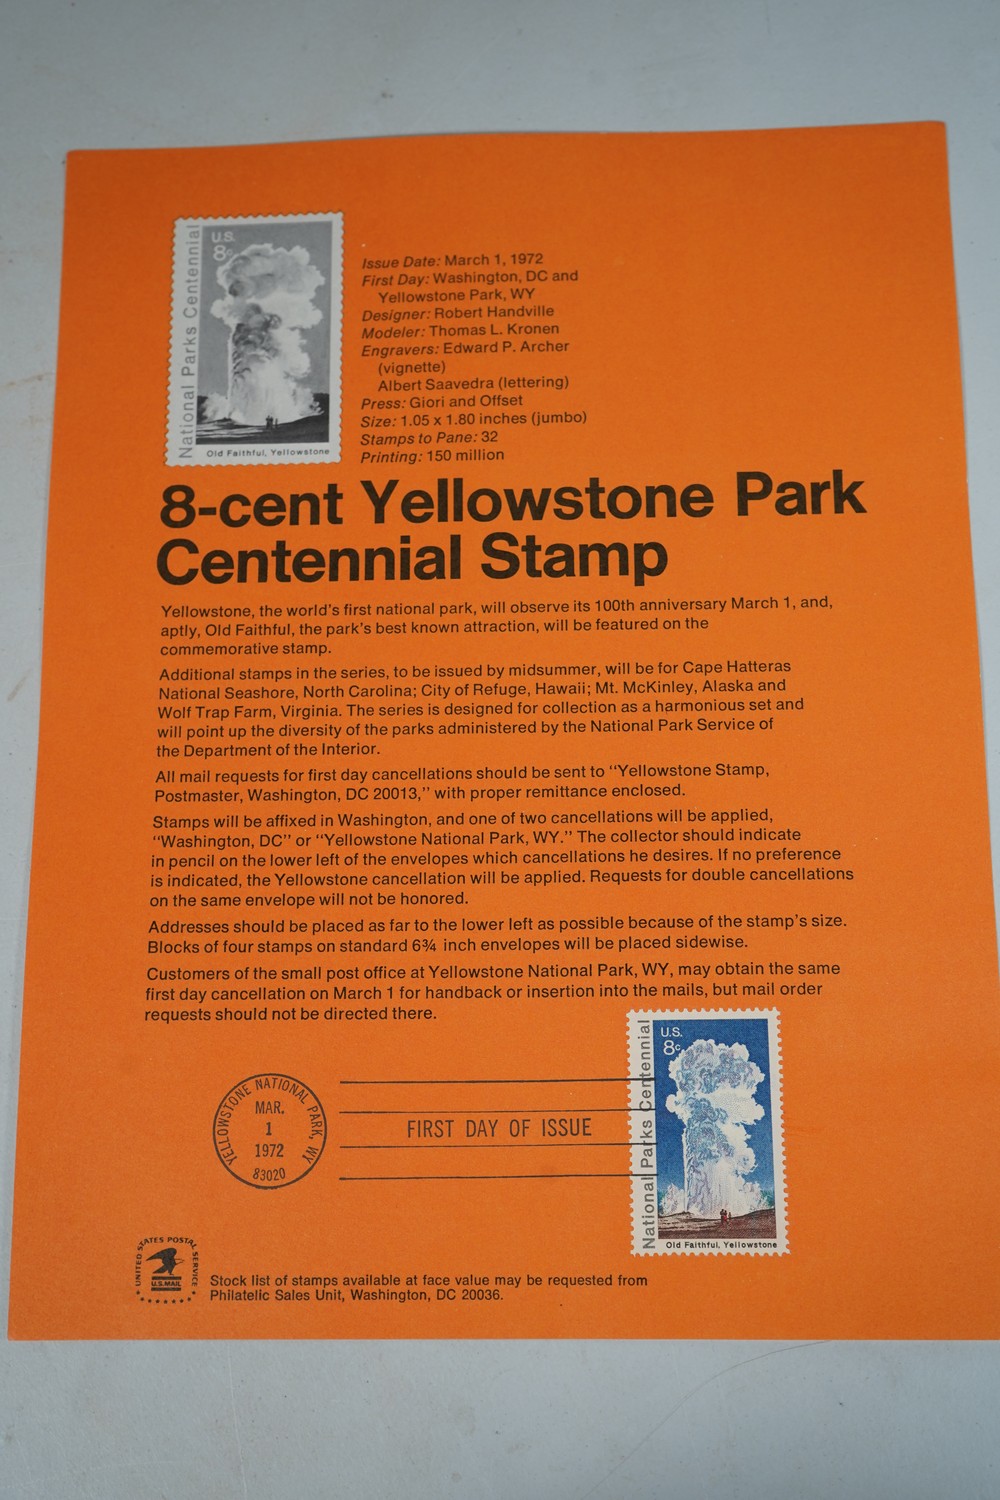 National Parks Centennial
U.S.
8c
Old Faithful, Yellowstone
Issue Date: March 1, 1972
First Day: Washington, DC and
Yellowstone Park, WY
Designer: Robert Handville
Modeler: Thomas L. Kronen
Engravers: Edward P. Archer
(vignette)
Albert Saavedra (lettering)
Press: Giori and Offset
Size: 1.05 x 1.80 inches (jumbo)
Stamps to Pane: 32
Printing: 150 million
8-cent Yellowstone Park
Centennial Stamp
Yellowstone, the world's first national park, will observe its 100th anniversary March 1, and,
aptly, Old Faithful, the park's best known attraction, will be featured on the
commemorative stamp.
Additional stamps in the series, to be issued by midsummer, will be for Cape Hatteras
National Seashore, North Carolina; City of Refuge, Hawaii; Mt. McKinley, Alaska and
Wolf Trap Farm, Virginia. The series is designed for collection as a harmonious set and
will point up the diversity of the parks administered by the National Park Service of
the Department of the Interior.
All mail requests for first day cancellations should be sent to "Yellowstone Stamp,
Postmaster, Washington, DC 20013," with proper remittance enclosed.
Stamps will be affixed in Washington, and one of two cancellations will be applied,
"Washington, DC" or "Yellowstone National Park, WY." The collector should indicate
in pencil on the lower left of the envelopes which cancellations he desires. If no preference
is indicated, the Yellowstone cancellation will be applied. Requests for double cancellations
on the same envelope will not be honored.
Addresses should be placed as far to the lower left as possible because of the stamp's size.
Blocks of four stamps on standard 6¾ inch envelopes will be placed sidewise.
Customers of the small post office at Yellowstone National Park, WY, may obtain the same
first day cancellation on March 1 for handback or insertion into the mails, but mail order
requests should not be directed there.
YELLOWSTONE NATIONAL PARK, WY
MAR.
1
1972
83020
FIRST DAY OF ISSUE
National Parks Centennial
U.S.
8c
Old Faithful, Yellowstone
UNITED STATES POSTAL SERVICE
U.S. MAIL
Stock list of stamps available at face value may be requested from
Philatelic Sales Unit, Washington, DC 20036.